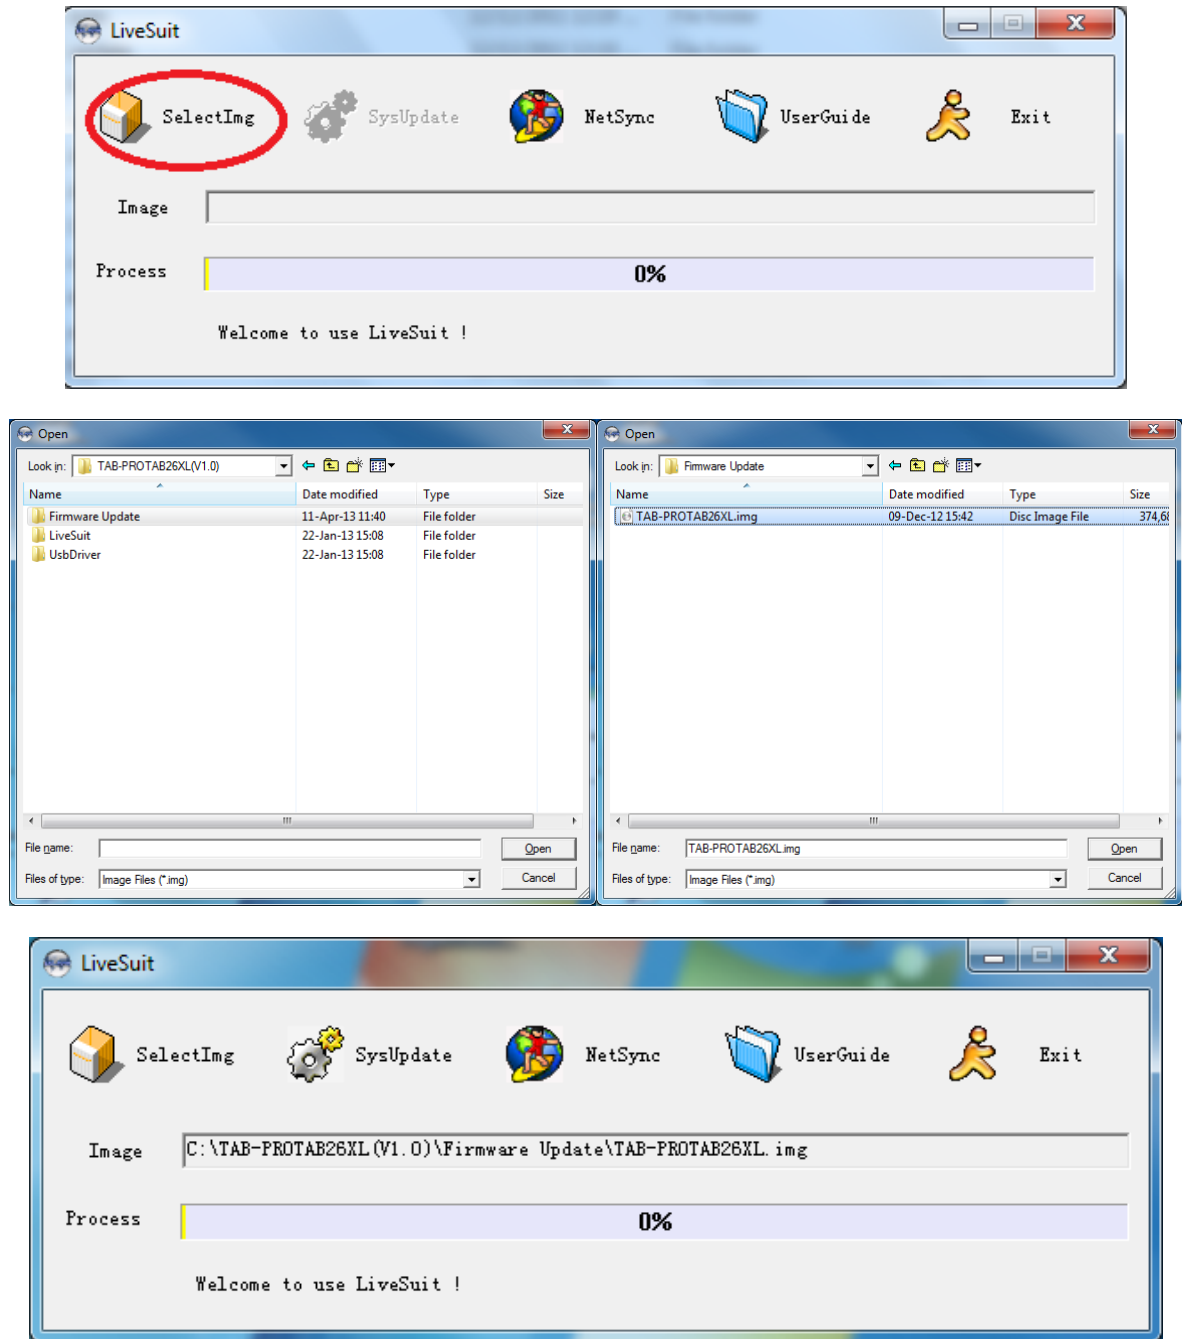 LiveSuit
SelectImg SysUpdate NetSync UserGuide Exit
Image
Process 0%
Welcome to use LiveSuit !
Open
Look in: TAB-PROTAB26XL(V1.0)
Name Date modified Type Size
Firmware Update 11-Apr-13 11:40 File folder
LiveSuit 22-Jan-13 15:08 File folder
UsbDriver 22-Jan-13 15:08 File folder
File name: Open
Files of type: Image Files (*.img) Cancel
Open
Look in: Firmware Update
Name Date modified Type Size
TAB-PROTAB26XL.img 09-Dec-12 15:42 Disc Image File 374,68
File name: TAB-PROTAB26XL.img Open
Files of type: Image Files (*.img) Cancel
LiveSuit
SelectImg SysUpdate NetSync UserGuide Exit
Image C:\TAB-PROTAB26XL(V1.0)\Firmware Update\TAB-PROTAB26XL.img
Process 0%
Welcome to use LiveSuit !